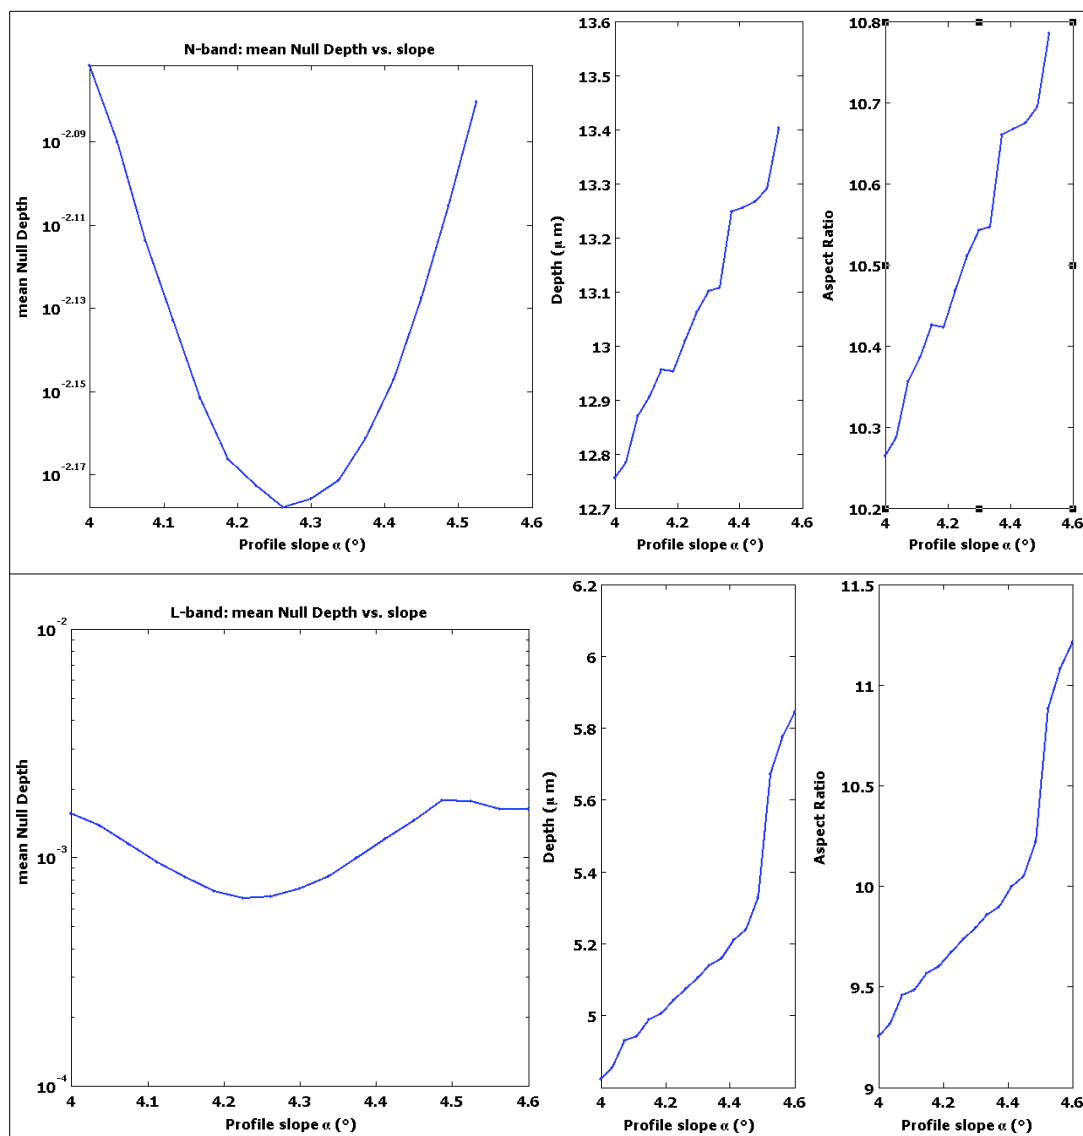 N-band: mean Null Depth vs. slope
mean Null Depth
10^-2.09
10^-2.11
10^-2.13
10^-2.15
10^-2.17
4 4.1 4.2 4.3 4.4 4.5 4.6
Profile slope α (°)
Depth (μ m)
13.6
13.5
13.4
13.3
13.2
13.1
13
12.9
12.8
12.7
4 4.2 4.4 4.6
Profile slope α (°)
Aspect Ratio
10.8
10.7
10.6
10.5
10.4
10.3
10.2
4 4.2 4.4 4.6
Profile slope α (°)
L-band: mean Null Depth vs. slope
mean Null Depth
10^-2
10^-3
10^-4
4 4.1 4.2 4.3 4.4 4.5 4.6
Profile slope α (°)
Depth (μ m)
6.2
6
5.8
5.6
5.4
5.2
5
4 4.2 4.4 4.6
Profile slope α (°)
Aspect Ratio
11.5
11
10.5
10
9.5
9
4 4.2 4.4 4.6
Profile slope α (°)